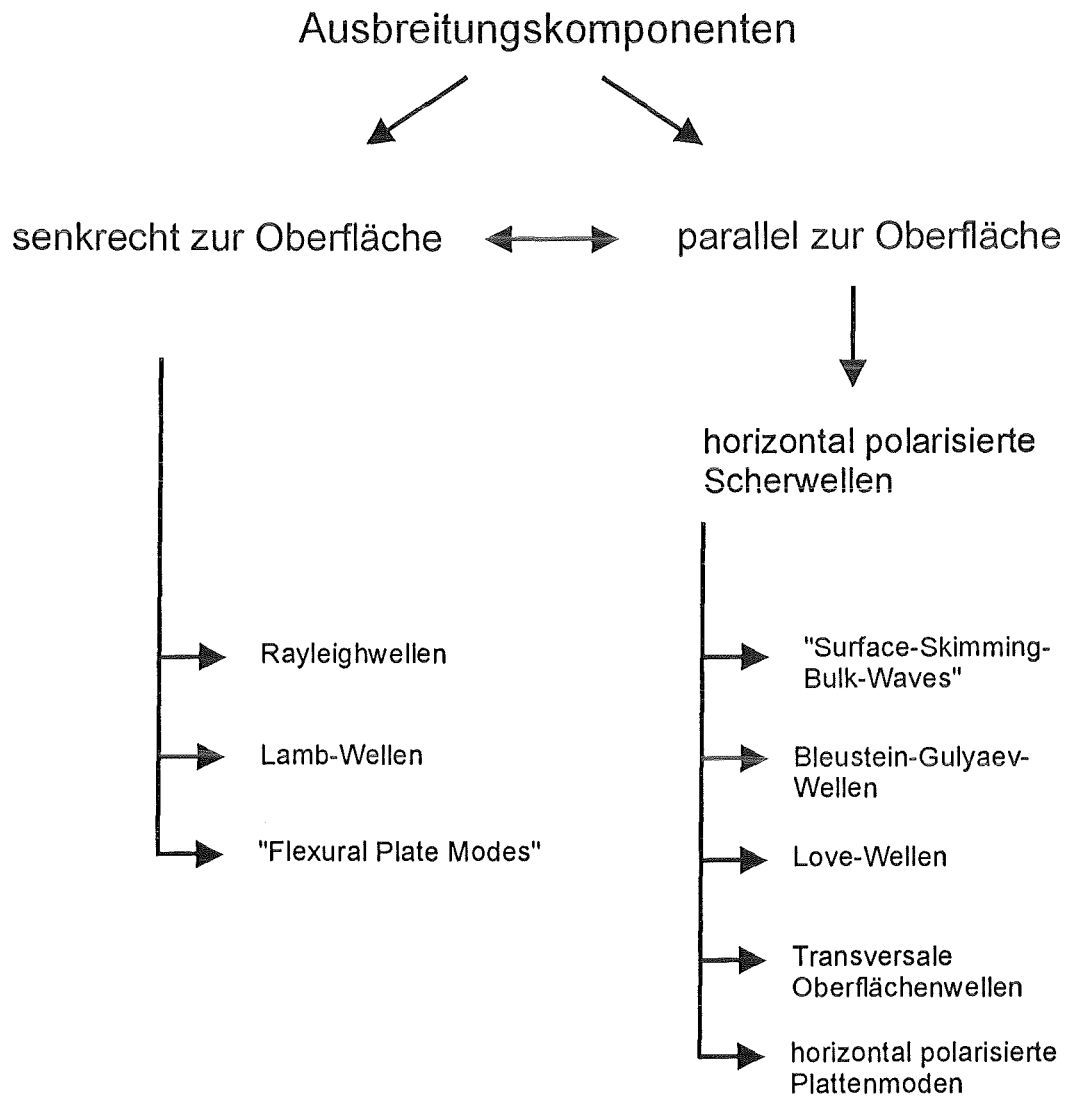 Ausbreitungskomponenten
senkrecht zur Oberfläche
parallel zur Oberfläche
horizontal polarisierte
Scherwellen
Rayleighwellen
Lamb-Wellen
"Flexural Plate Modes"
"Surface-Skimming-
Bulk-Waves"
Bleustein-Gulyaev-
Wellen
Love-Wellen
Transversale
Oberflächenwellen
horizontal polarisierte
Plattenmoden